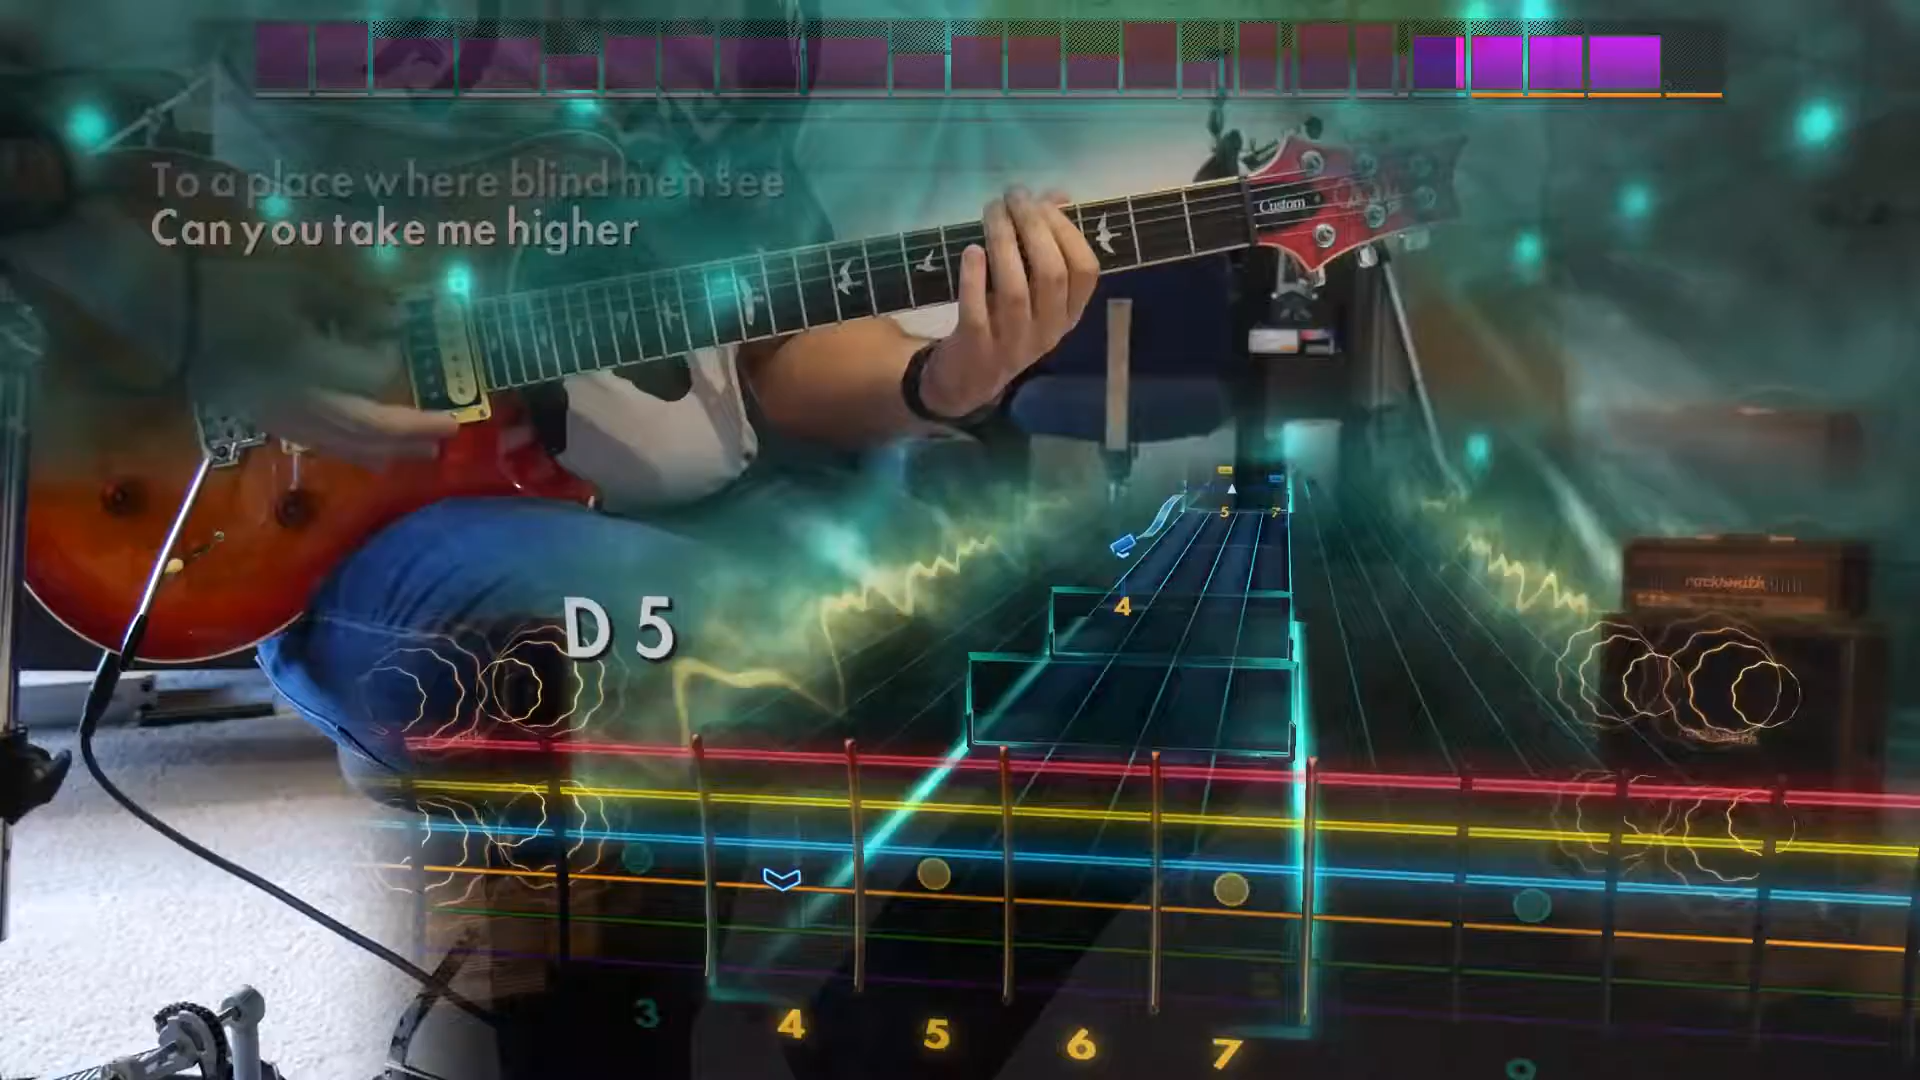 To a place where blind men see
Can you take me higher
Custom
5 7
rocksmith
4
D 5
3 4 5 6 7 9